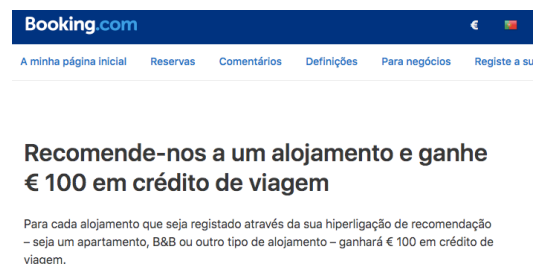 Booking.com €
A minha página inicial Reservas Comentários Definições Para negócios Registe a su
Recomende-nos a um alojamento e ganhe
€ 100 em crédito de viagem
Para cada alojamento que seja registado através da sua hiperligação de recomendação
– seja um apartamento, B&B ou outro tipo de alojamento – ganhará € 100 em crédito de
viagem.